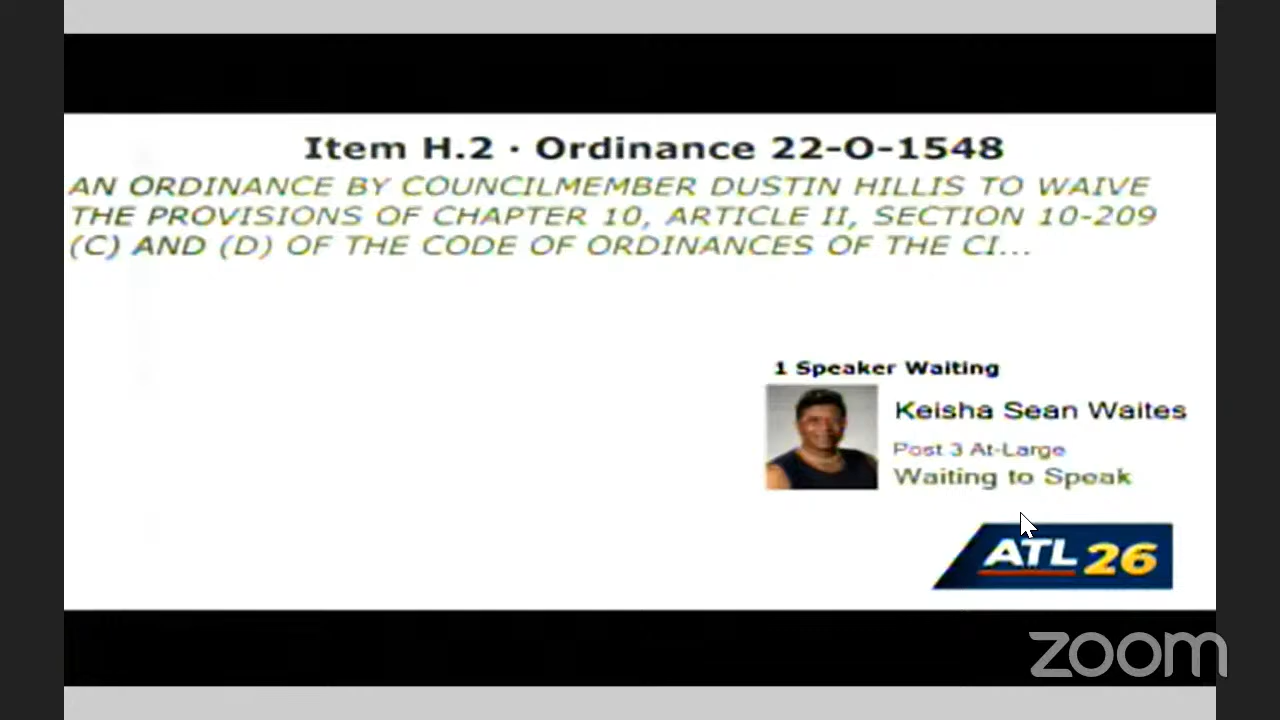 Item H.2 · Ordinance 22-O-1548
AN ORDINANCE BY COUNCILMEMBER DUSTIN HILLIS TO WAIVE
THE PROVISIONS OF CHAPTER 10, ARTICLE II, SECTION 10-209
(C) AND (D) OF THE CODE OF ORDINANCES OF THE CI...
1 Speaker Waiting
Keisha Sean Waites
Post 3 At-Large
Waiting to Speak
ATL 26
zoom